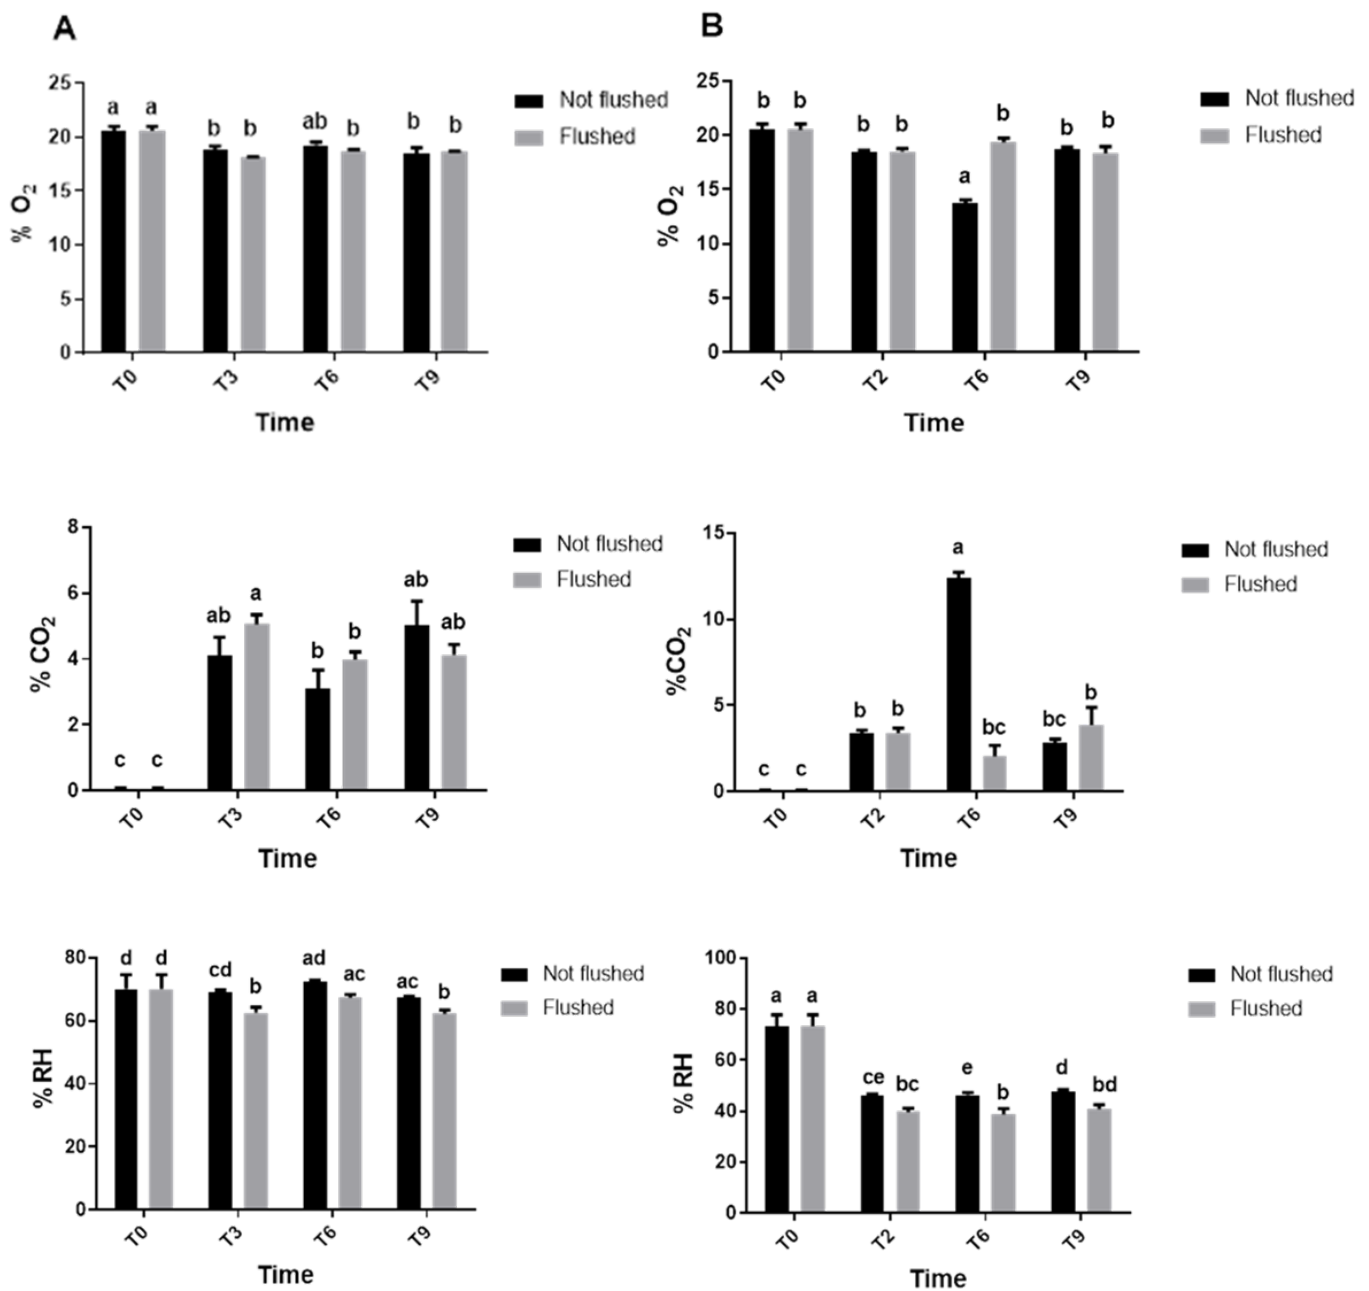 A
B
25
20
15
10
5
0
% O2
a a b b ab b b b
T0 T3 T6 T9
Time
Not flushed
Flushed
25
20
15
10
5
0
% O2
b b b b a b b b
T0 T2 T6 T9
Time
Not flushed
Flushed
8
6
4
2
0
% CO2
c c ab a b b ab ab
T0 T3 T6 T9
Time
Not flushed
Flushed
15
10
5
0
%CO2
c c b b a bc bc b
T0 T2 T6 T9
Time
Not flushed
Flushed
80
60
40
20
0
% RH
d d cd b ad ac ac b
T0 T3 T6 T9
Time
Not flushed
Flushed
100
80
60
40
20
0
% RH
a a ce bc e b d bd
T0 T2 T6 T9
Time
Not flushed
Flushed